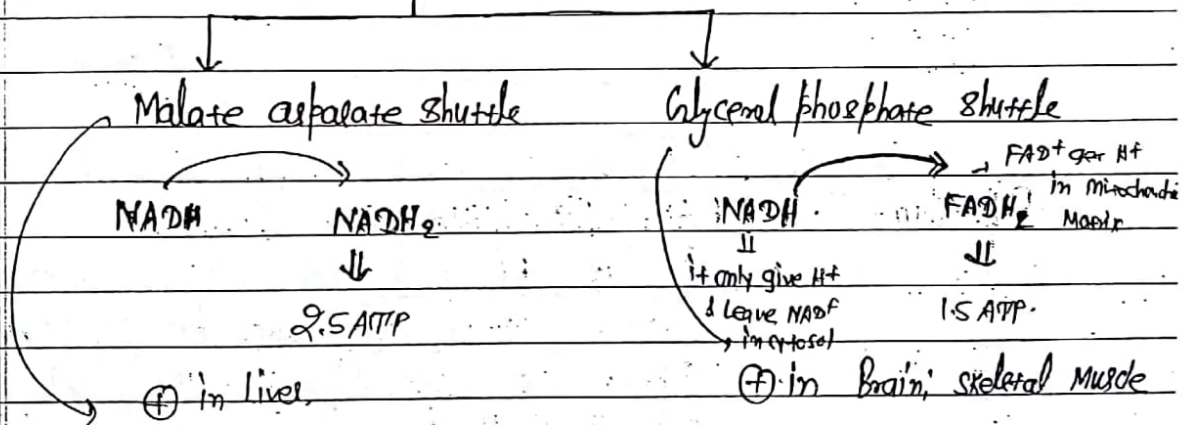 Malate aspalate shuttle
Glycerol phosphate shuttle
NADH
NADH2
2.5 ATP
⊕ in Liver,
NADH
FADH2
→ FAD+ get H+
in Mitochondia
Matrix
it only give H+
& leave NAD+
in cytosol
1.5 ATP.
⊕ in Brain, skeletal Muscle